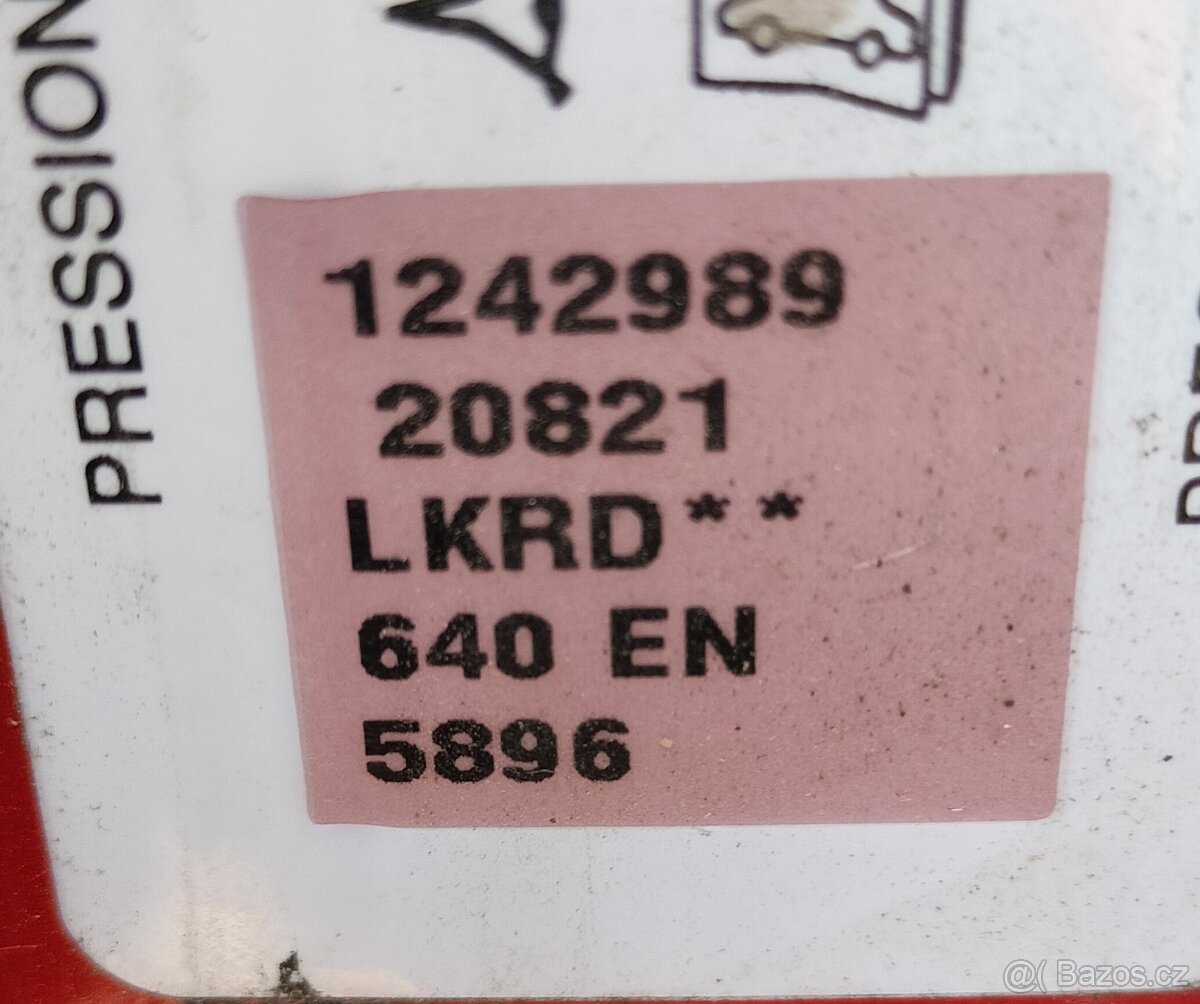 PRESSION
1242989
20821
LKRD**
640 EN
5896
@( Bazos.cz